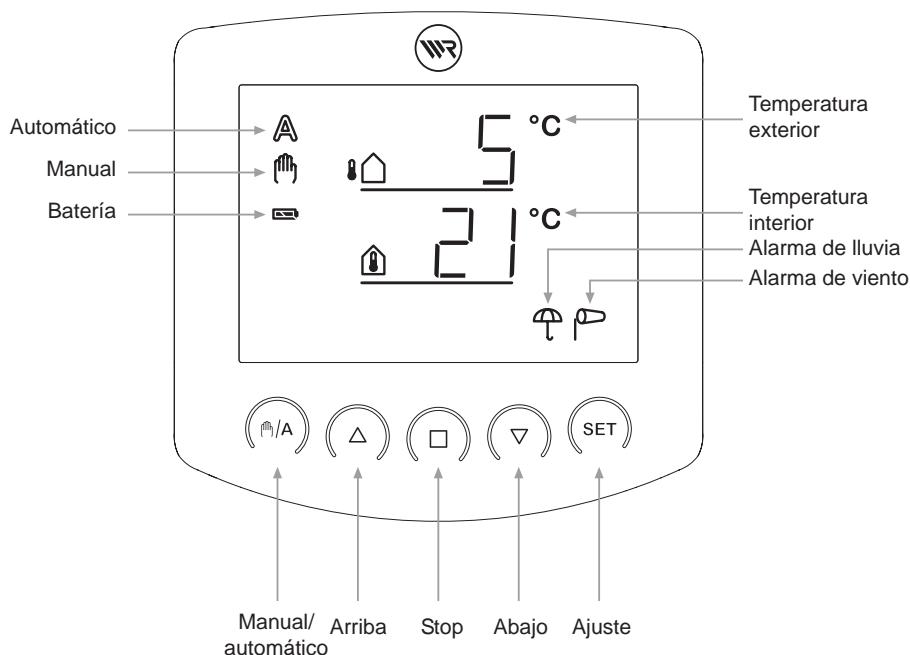 WR
Automático
Manual
Batería
A
5 °C
21 °C
Temperatura
exterior
Temperatura
interior
Alarma de lluvia
Alarma de viento
/A
SET
Manual/
automático
Arriba
Stop
Abajo
Ajuste